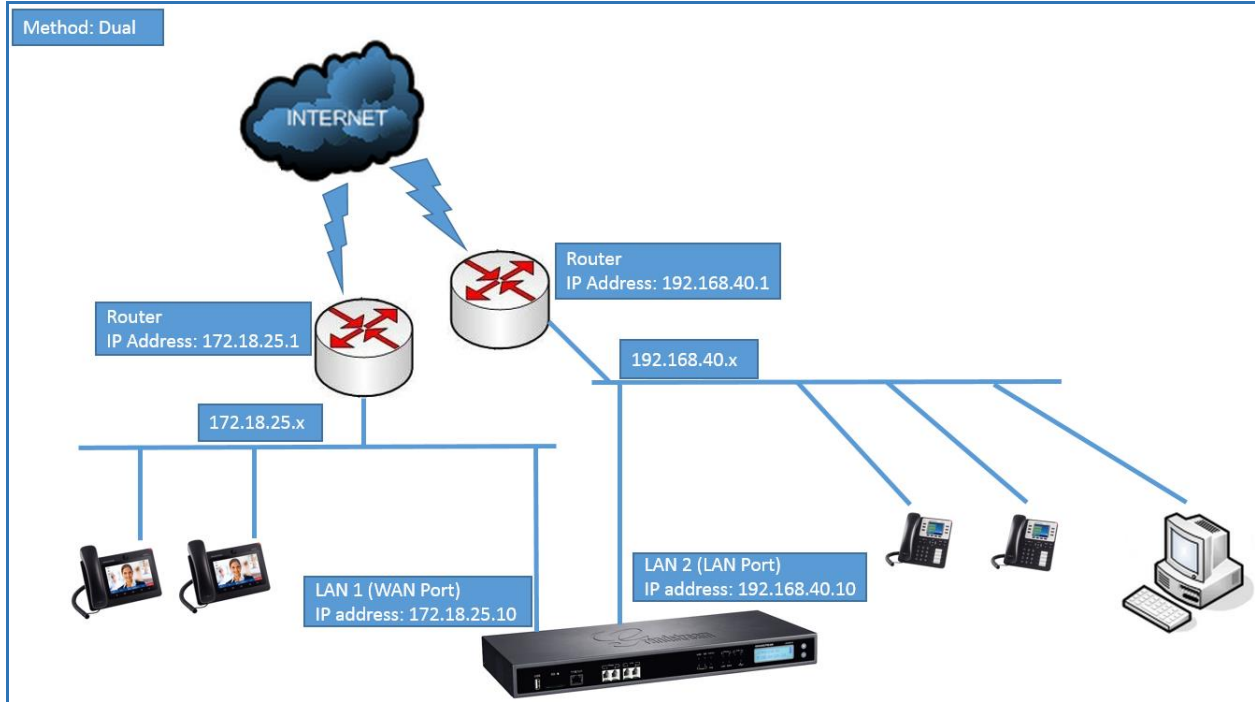 Method: Dual
INTERNET
Router
IP Address: 192.168.40.1
Router
IP Address: 172.18.25.1
192.168.40.x
172.18.25.x
LAN 2 (LAN Port)
IP address: 192.168.40.10
LAN 1 (WAN Port)
IP address: 172.18.25.10
Grandstream